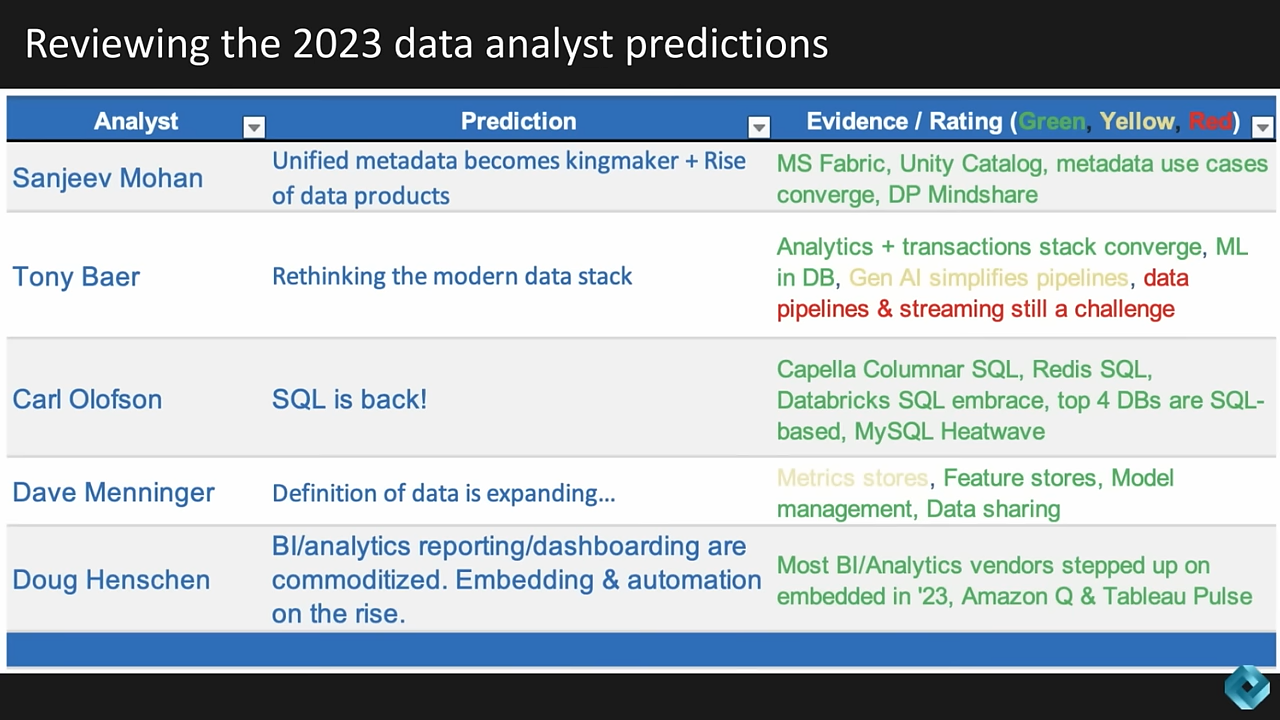 Reviewing the 2023 data analyst predictions
Analyst
Prediction
Evidence / Rating (Green, Yellow, Red)
Sanjeev Mohan
Unified metadata becomes kingmaker + Rise
of data products
MS Fabric, Unity Catalog, metadata use cases
converge, DP Mindshare
Tony Baer
Rethinking the modern data stack
Analytics + transactions stack converge, ML
in DB, Gen AI simplifies pipelines, data
pipelines & streaming still a challenge
Carl Olofson
SQL is back!
Capella Columnar SQL, Redis SQL,
Databricks SQL embrace, top 4 DBs are SQL-
based, MySQL Heatwave
Dave Menninger
Definition of data is expanding...
Metrics stores, Feature stores, Model
management, Data sharing
Doug Henschen
BI/analytics reporting/dashboarding are
commoditized. Embedding & automation
on the rise.
Most BI/Analytics vendors stepped up on
embedded in '23, Amazon Q & Tableau Pulse